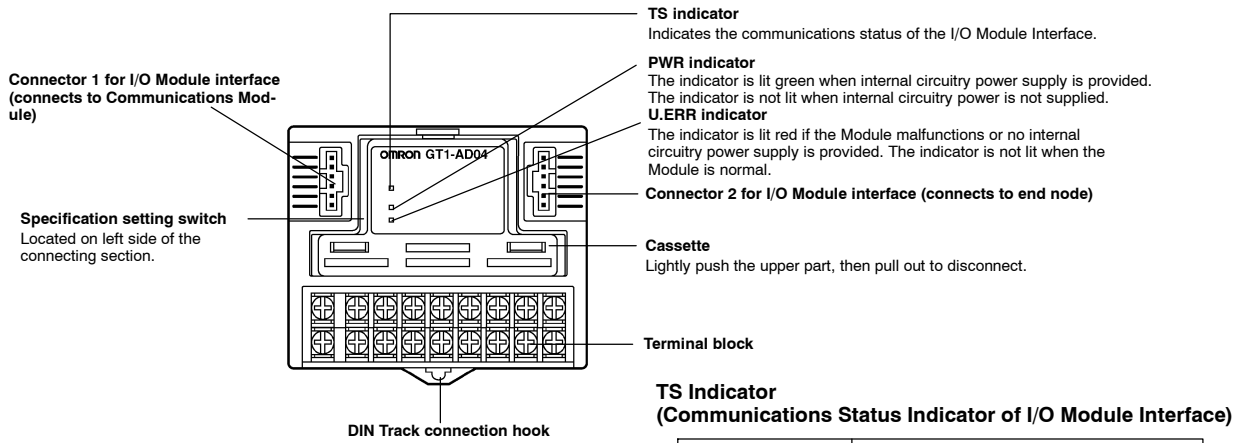 TS indicator
Indicates the communications status of the I/O Module Interface.
PWR indicator
The indicator is lit green when internal circuitry power supply is provided.
The indicator is not lit when internal circuitry power is not supplied.
U.ERR indicator
The indicator is lit red if the Module malfunctions or no internal
circuitry power supply is provided. The indicator is not lit when the
Module is normal.
Connector 2 for I/O Module interface (connects to end node)
Cassette
Lightly push the upper part, then pull out to disconnect.
Terminal block
Connector 1 for I/O Module interface
(connects to Communications Mod-
ule)
Specification setting switch
Located on left side of the
connecting section.
OMRON GT1-AD04
DIN Track connection hook
TS Indicator
(Communications Status Indicator of I/O Module Interface)